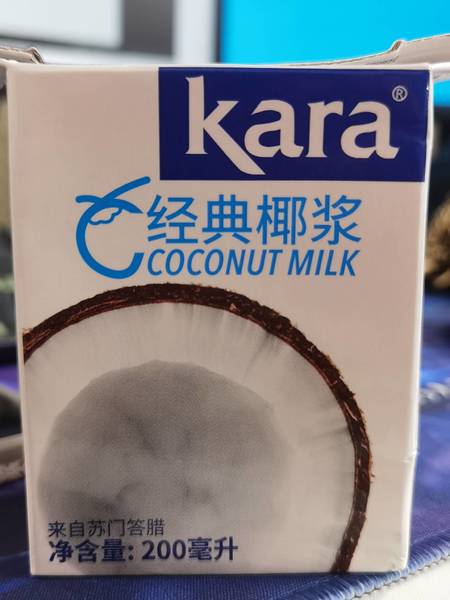 kara®
经典椰浆
COCONUT MILK
来自苏门答腊
净含量: 200毫升